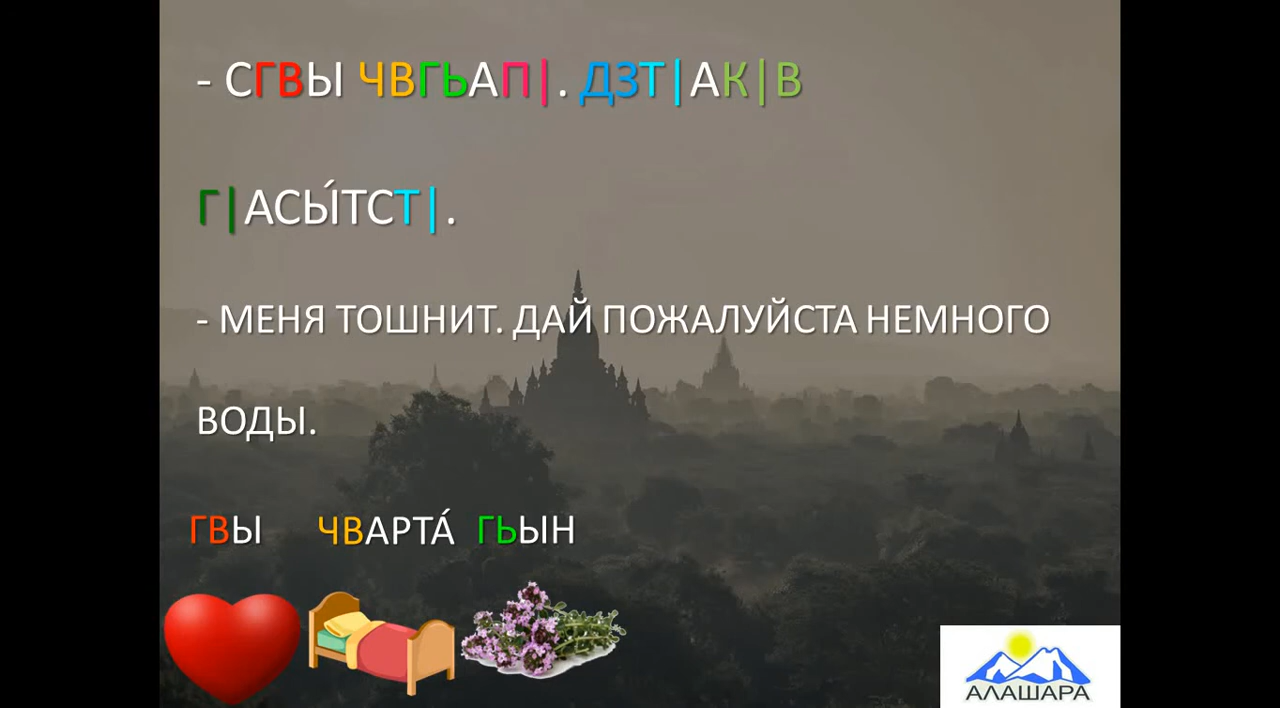 - СГВЫ ЧВГЬАП|. ДЗТ|АК|В
Г|АСЫ́ТСТ|.
- МЕНЯ ТОШНИТ. ДАЙ ПОЖАЛУЙСТА НЕМНОГО
ВОДЫ.
ГВЫ ЧВАРТА́ ГЬЫН
АЛАШАРА